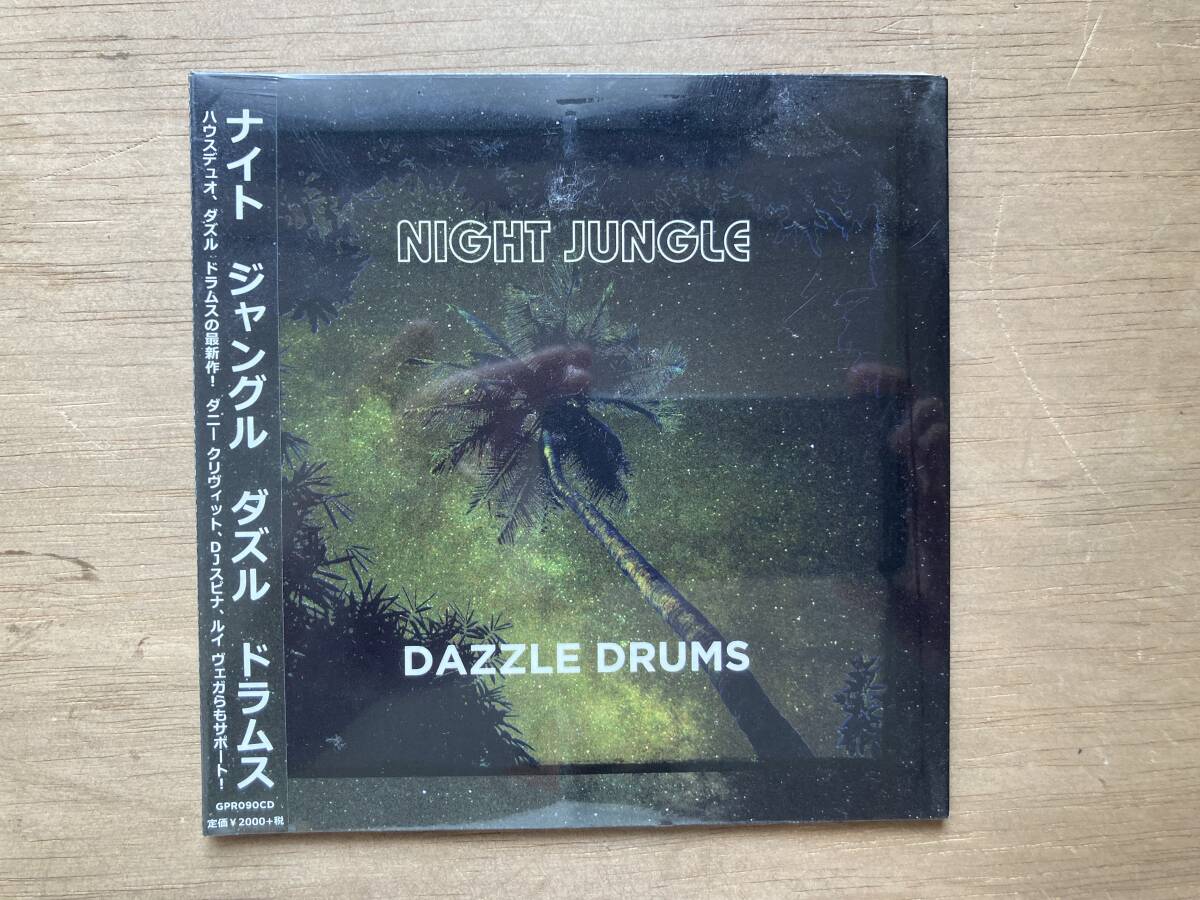 ナイト ジャングル ダズル ドラムス
ハウスデュオ、ダズル ドラムスの最新作! ダニー クリヴィット、DJスピナ、ルイ ヴェガらもサポート!
GPR090CD
定価¥2000+税
NIGHT JUNGLE
DAZZLE DRUMS